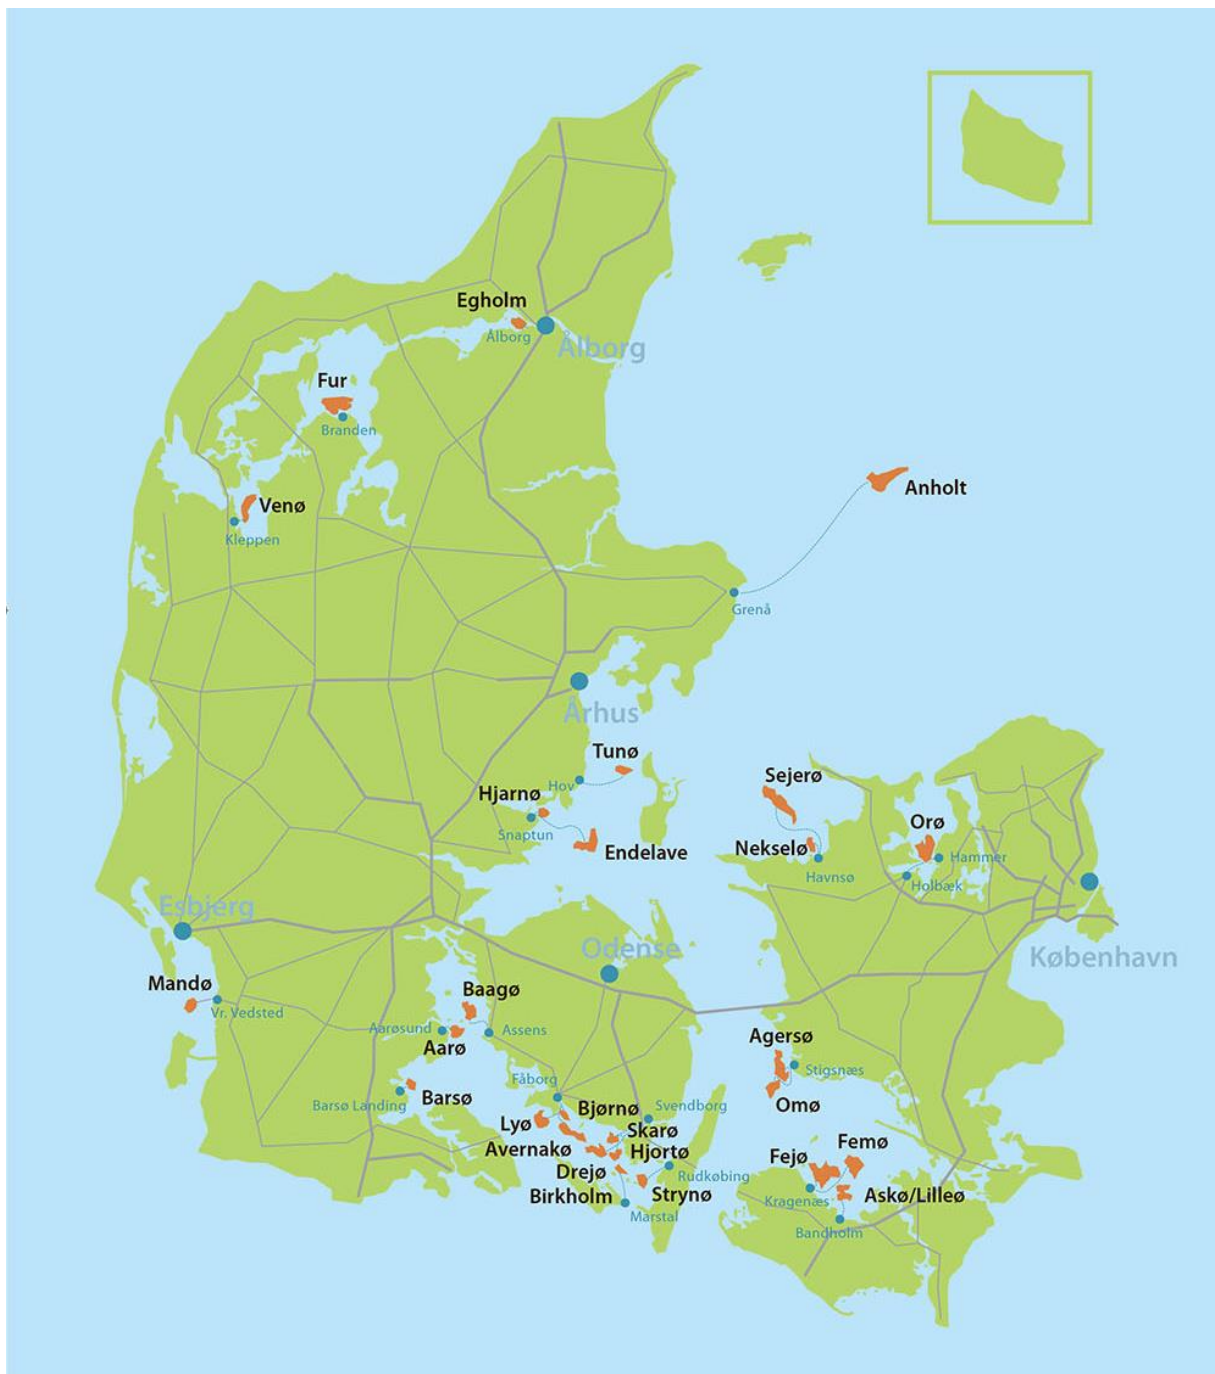 Egholm
Ålborg
Ålborg
Fur
Branden
Venø
Kleppen
Anholt
Grenå
Århus
Tunø
Hov
Hjarnø
Snaptun
Endelave
Sejerø
Nekselø
Havnsø
Orø
Hammer
Holbæk
København
Esbjerg
Odense
Mandø
Vr. Vedsted
Baagø
Aarøsund
Assens
Aarø
Barsø
Barsø Landing
Fåborg
Agersø
Stigsnæs
Omø
Bjørnø
Svendborg
Lyø
Skarø
Avernakø
Hjortø
Drejø
Rudkøbing
Birkholm
Strynø
Marstal
Femø
Fejø
Kragenæs
Askø/Lilleø
Bandholm